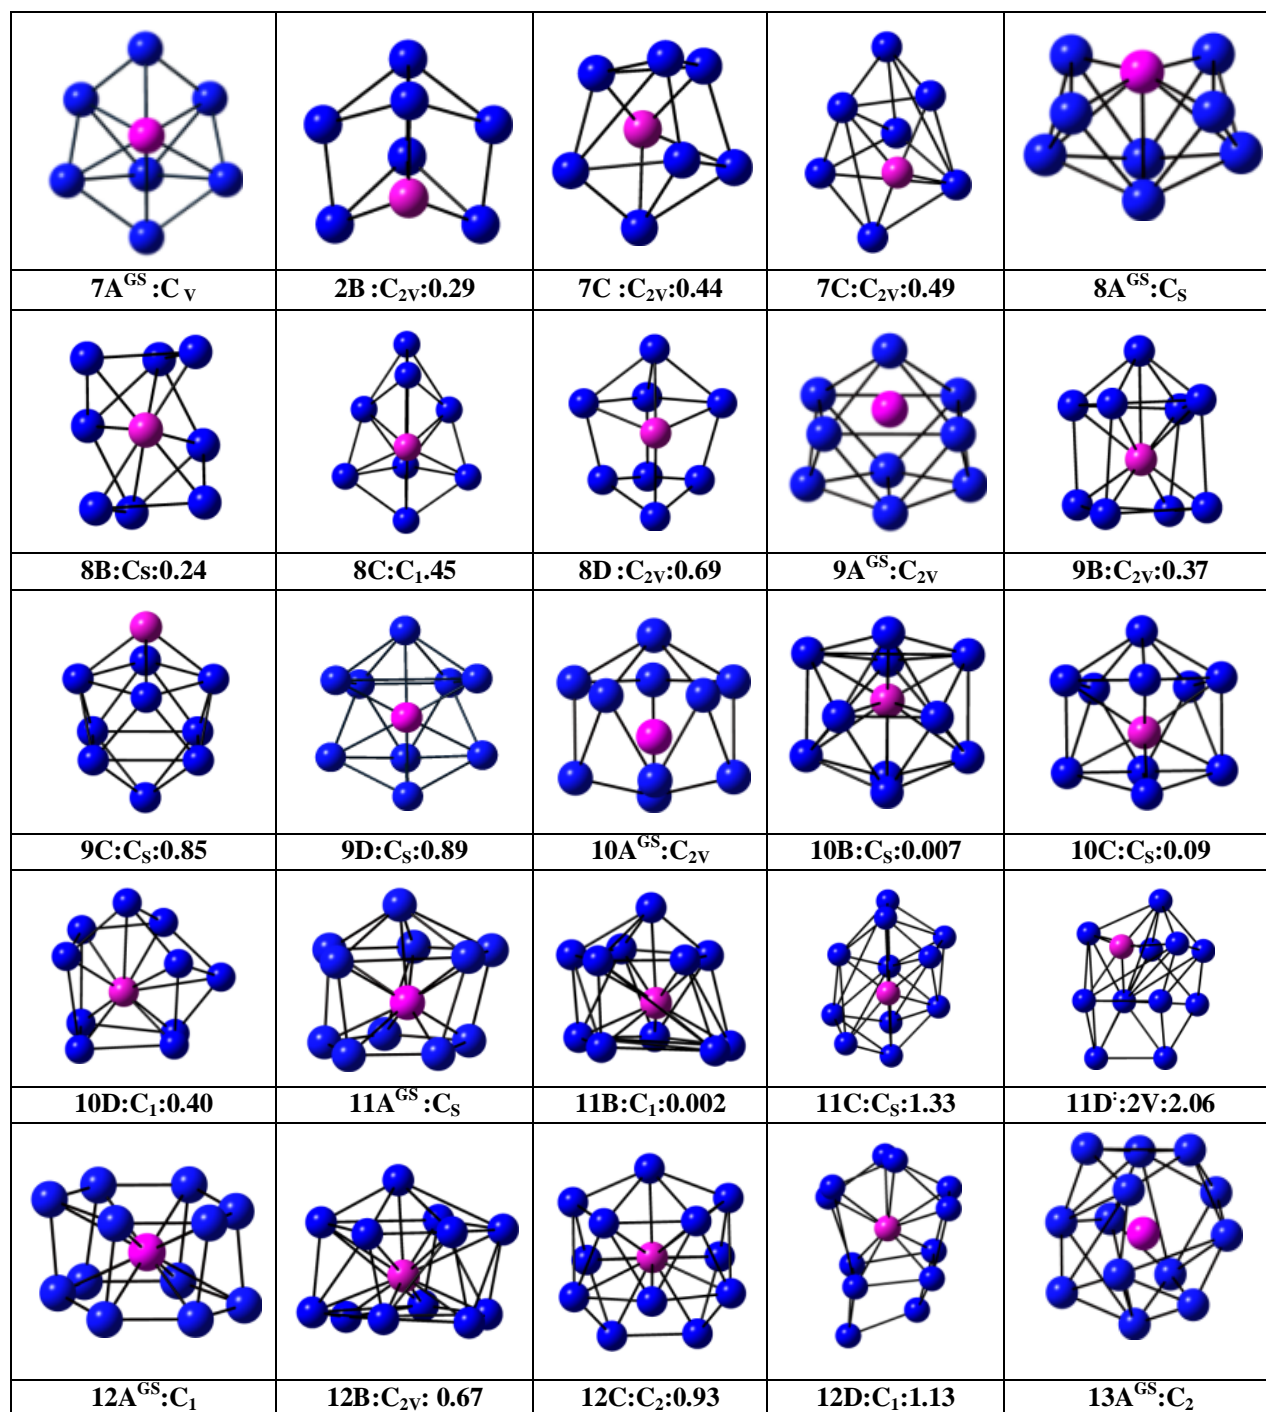 7A^GS :C V 2B :C2V:0.29 7C :C2V:0.44 7C:C2V:0.49 8A^GS:CS
8B:Cs:0.24 8C:C1.45 8D :C2V:0.69 9A^GS:C2V 9B:C2V:0.37
9C:CS:0.85 9D:CS:0.89 10A^GS:C2V 10B:CS:0.007 10C:CS:0.09
10D:C1:0.40 11A^GS :CS 11B:C1:0.002 11C:CS:1.33 11D^: :2V:2.06
12A^GS:C1 12B:C2V: 0.67 12C:C2:0.93 12D:C1:1.13 13A^GS:C2